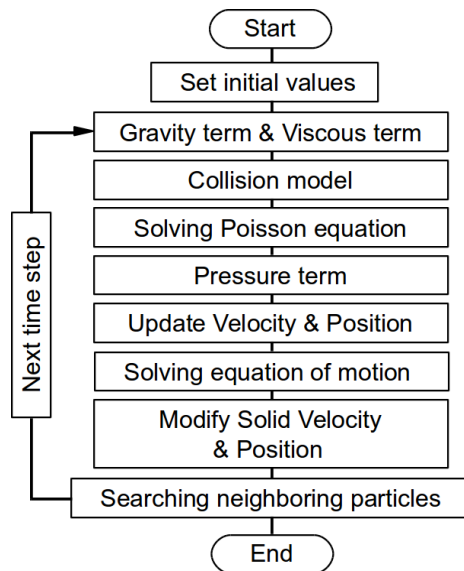 Start
Set initial values
Gravity term & Viscous term
Collision model
Solving Poisson equation
Pressure term
Update Velocity & Position
Solving equation of motion
Modify Solid Velocity
& Position
Searching neighboring particles
End
Next time step